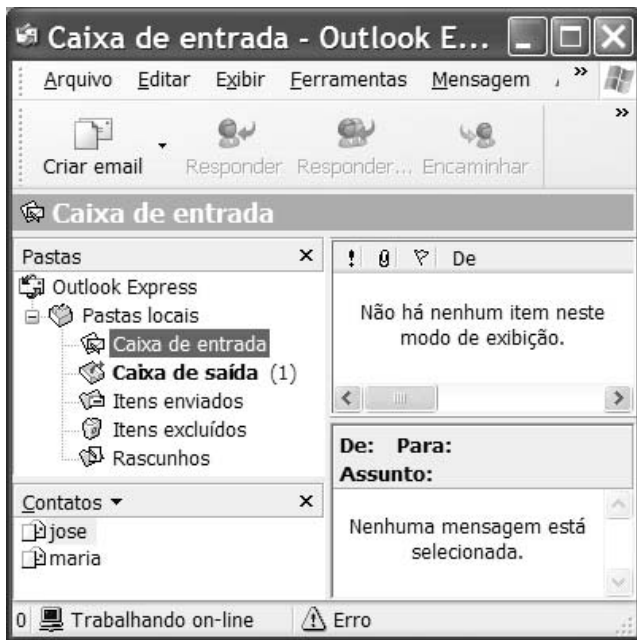 Caixa de entrada - Outlook E...
Arquivo Editar Exibir Ferramentas Mensagem »
»
Criar email Responder Responder... Encaminhar
Caixa de entrada
Pastas ×
Outlook Express
Pastas locais
Caixa de entrada
Caixa de saída (1)
Itens enviados
Itens excluídos
Rascunhos
Contatos ×
jose
maria
! De
Não há nenhum item neste
modo de exibição.
De: Para:
Assunto:
Nenhuma mensagem está
selecionada.
0 Trabalhando on-line Erro